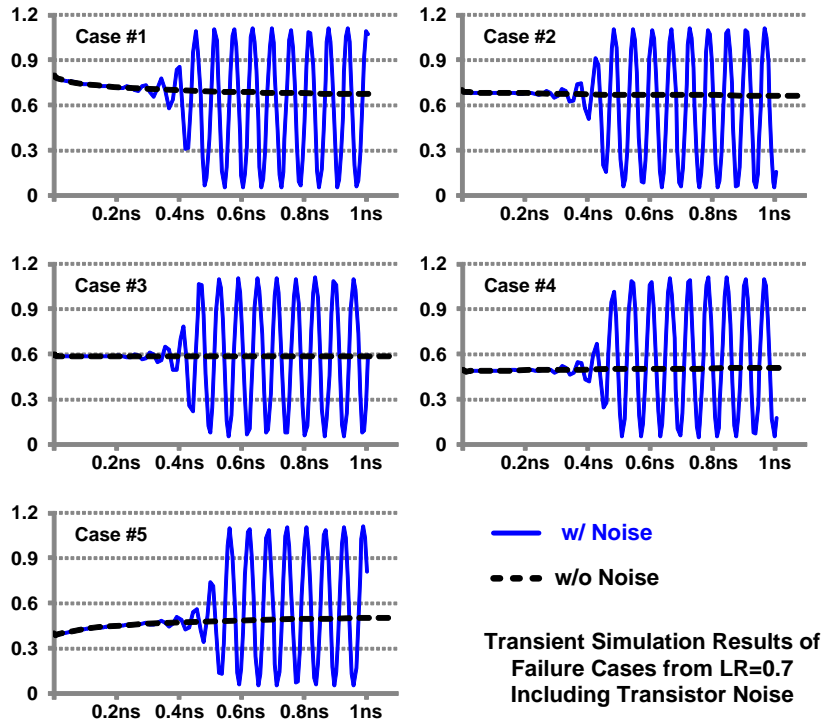 1.2
Case #1
0.9
0.6
0.3
0
0.2ns 0.4ns 0.6ns 0.8ns 1ns
1.2
Case #2
0.9
0.6
0.3
0
0.2ns 0.4ns 0.6ns 0.8ns 1ns
1.2
Case #3
0.9
0.6
0.3
0
0.2ns 0.4ns 0.6ns 0.8ns 1ns
1.2
Case #4
0.9
0.6
0.3
0
0.2ns 0.4ns 0.6ns 0.8ns 1ns
1.2
Case #5
0.9
0.6
0.3
0
0.2ns 0.4ns 0.6ns 0.8ns 1ns
w/ Noise
w/o Noise
Transient Simulation Results of
Failure Cases from LR=0.7
Including Transistor Noise